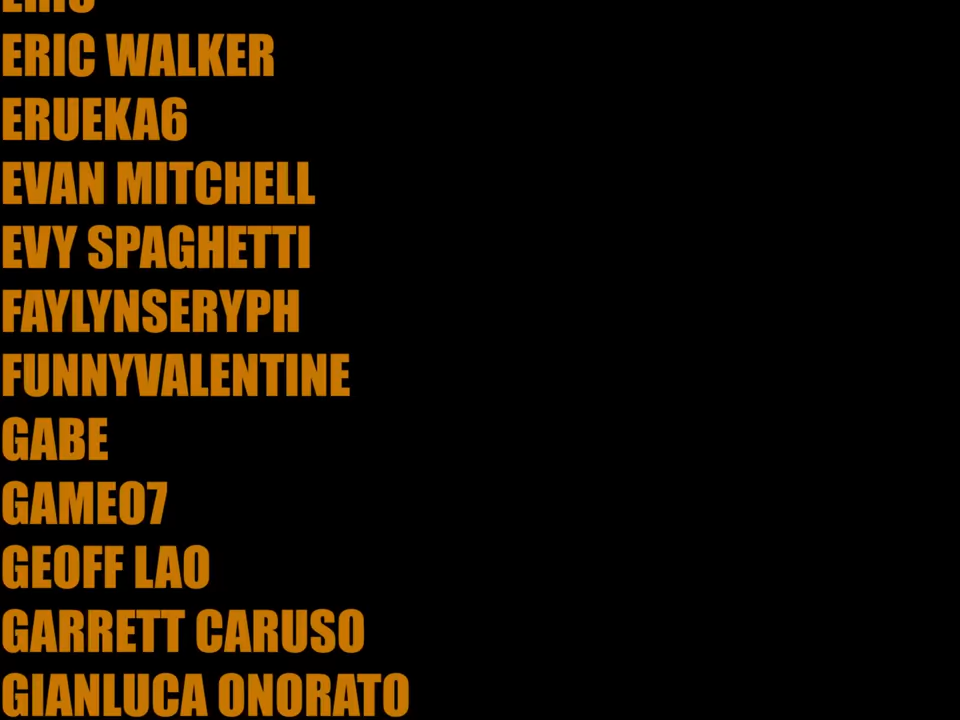 ERIC WALKER
ERUEKA6
EVAN MITCHELL
EVY SPAGHETTI
FAYLYNSERYPH
FUNNYVALENTINE
GABE
GAME07
GEOFF LAO
GARRETT CARUSO
GIANLUCA ONORATO